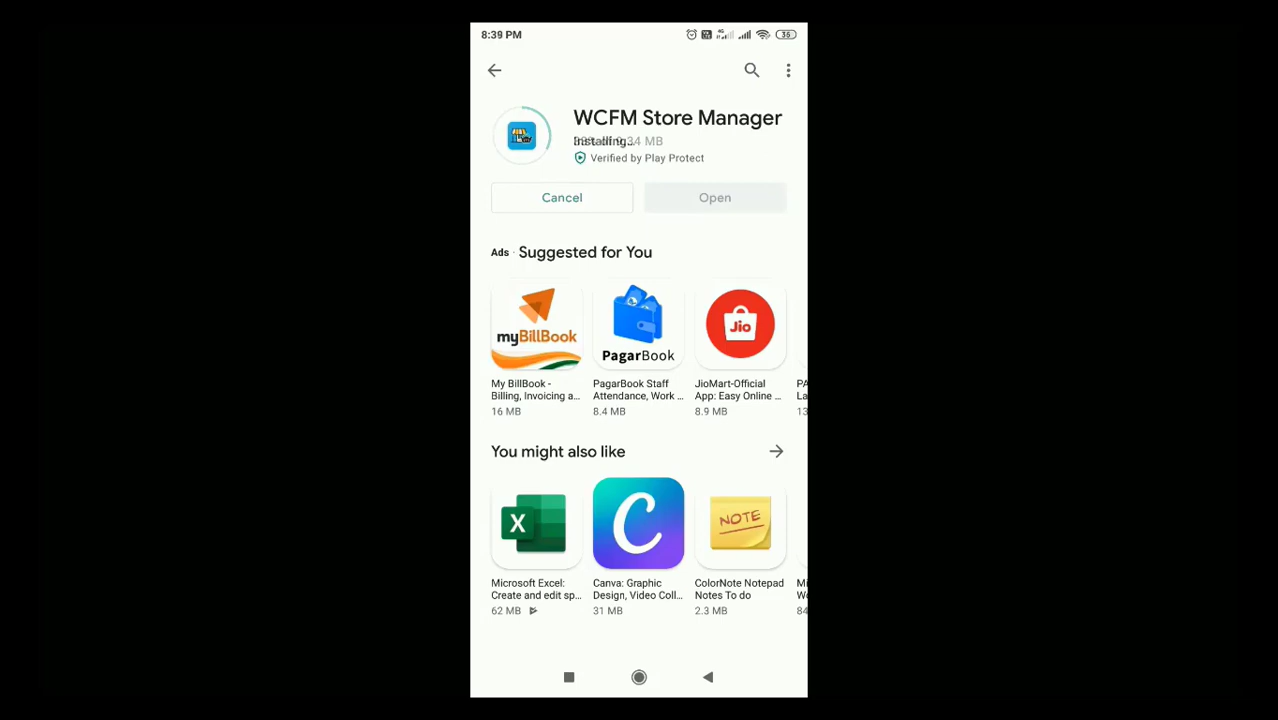 8:39 PM
4G
35
WCFM Store Manager
Installing...
Verified by Play Protect
Cancel
Open
Ads · Suggested for You
myBillBook
PagarBook
Jio
My BillBook -
Billing, Invoicing a...
16 MB
PagarBook Staff
Attendance, Work ...
8.4 MB
JioMart-Official
App: Easy Online ...
8.9 MB
PA
La
13
You might also like
X
C
NOTE
Microsoft Excel:
Create and edit sp...
62 MB
Canva: Graphic
Design, Video Coll...
31 MB
ColorNote Notepad
Notes To do
2.3 MB
Mi
Wo
84